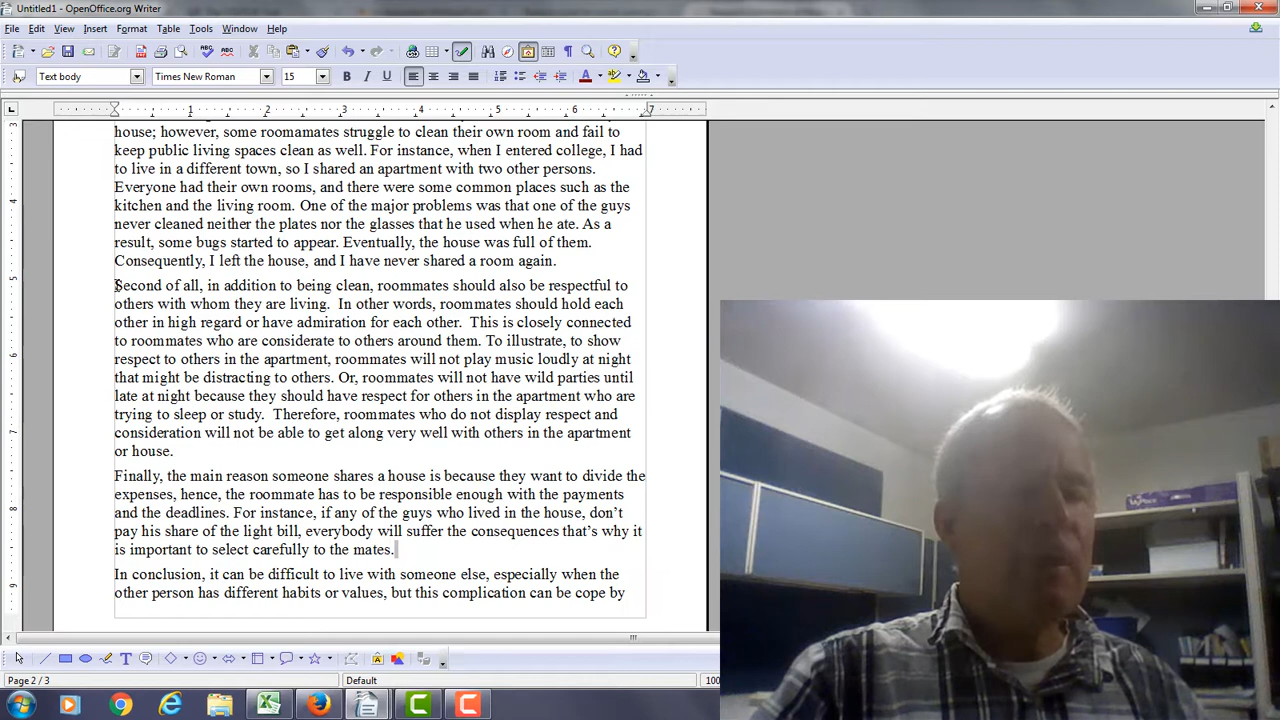 Untitled1 - OpenOffice.org Writer
File Edit View Insert Format Table Tools Window Help
Text body Times New Roman 15 B I U
1 2 3 4 5 6 7
house; however, some roomamates struggle to clean their own room and fail to
keep public living spaces clean as well. For instance, when I entered college, I had
to live in a different town, so I shared an apartment with two other persons.
Everyone had their own rooms, and there were some common places such as the
kitchen and the living room. One of the major problems was that one of the guys
never cleaned neither the plates nor the glasses that he used when he ate. As a
result, some bugs started to appear. Eventually, the house was full of them.
Consequently, I left the house, and I have never shared a room again.
Second of all, in addition to being clean, roommates should also be respectful to
others with whom they are living. In other words, roommates should hold each
other in high regard or have admiration for each other. This is closely connected
to roommates who are considerate to others around them. To illustrate, to show
respect to others in the apartment, roommates will not play music loudly at night
that might be distracting to others. Or, roommates will not have wild parties until
late at night because they should have respect for others in the apartment who are
trying to sleep or study. Therefore, roommates who do not display respect and
consideration will not be able to get along very well with others in the apartment
or house.
Finally, the main reason someone shares a house is because they want to divide the
expenses, hence, the roommate has to be responsible enough with the payments
and the deadlines. For instance, if any of the guys who lived in the house, don’t
pay his share of the light bill, everybody will suffer the consequences that’s why it
is important to select carefully to the mates.
In conclusion, it can be difficult to live with someone else, especially when the
other person has different habits or values, but this complication can be cope by
Page 2 / 3 Default 100